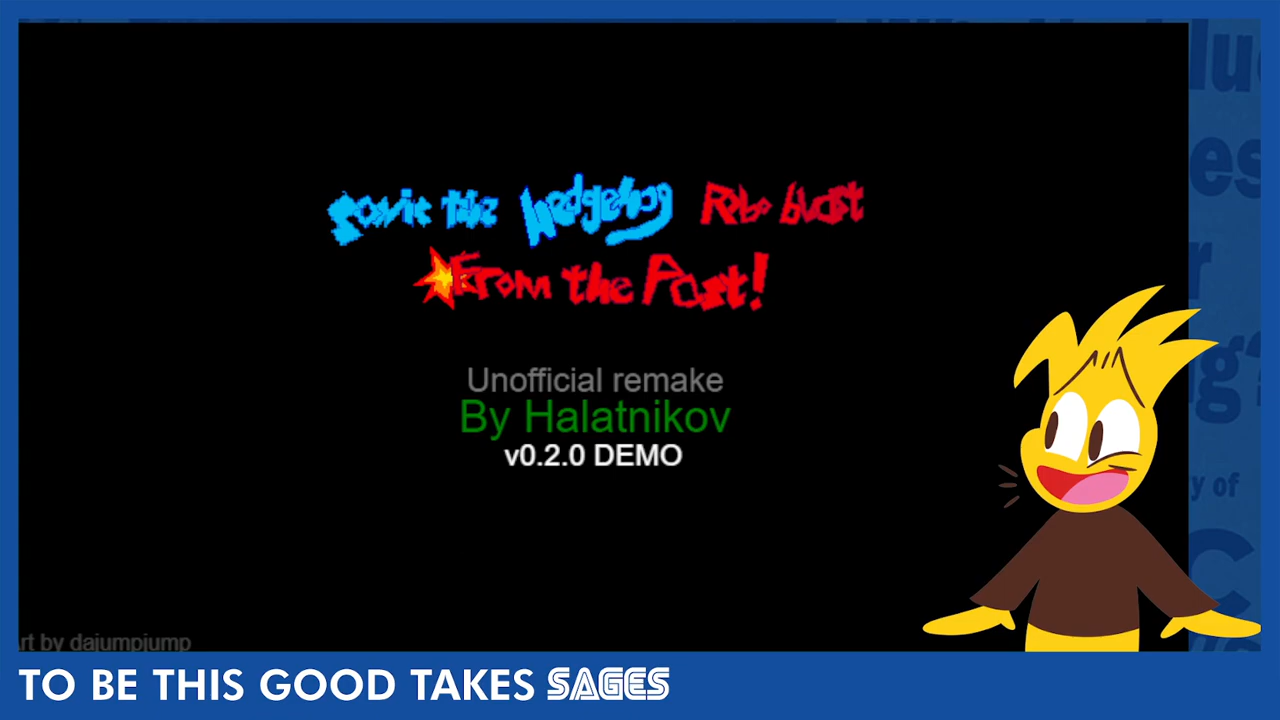 Sonic the hedgehog Robo blast
From the Past!
Unofficial remake
By Halatnikov
v0.2.0 DEMO
rt by dajumpjump
TO BE THIS GOOD TAKES SAGES
y of